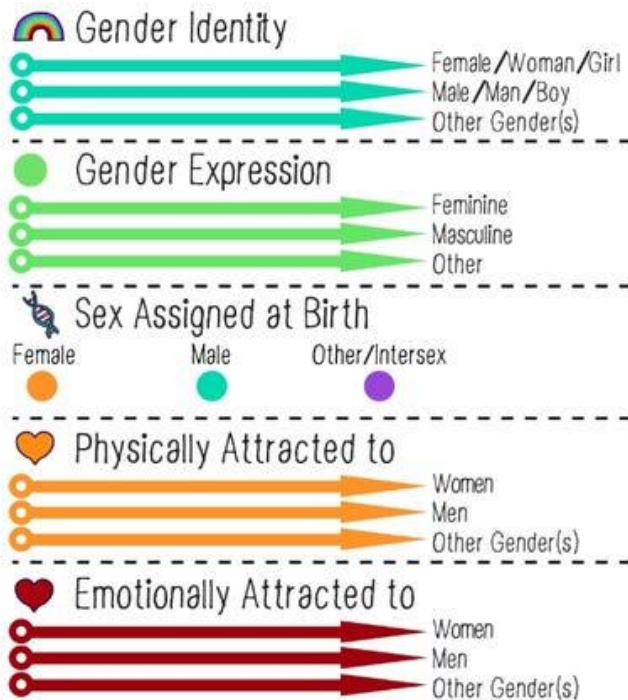 Gender Identity
Female/Woman/Girl
Male/Man/Boy
Other Gender(s)
Gender Expression
Feminine
Masculine
Other
Sex Assigned at Birth
Female Male Other/Intersex
Physically Attracted to
Women
Men
Other Gender(s)
Emotionally Attracted to
Women
Men
Other Gender(s)